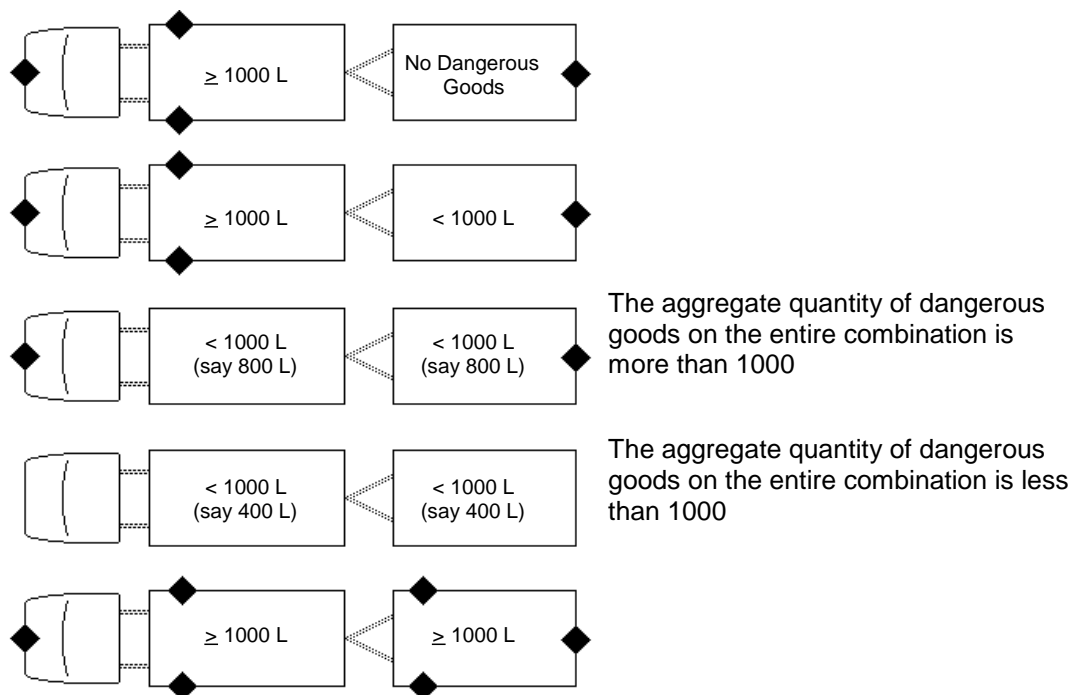 ≥ 1000 L
No Dangerous
Goods
≥ 1000 L
< 1000 L
< 1000 L
(say 800 L)
< 1000 L
(say 800 L)
The aggregate quantity of dangerous
goods on the entire combination is
more than 1000
< 1000 L
(say 400 L)
< 1000 L
(say 400 L)
The aggregate quantity of dangerous
goods on the entire combination is less
than 1000
≥ 1000 L
≥ 1000 L